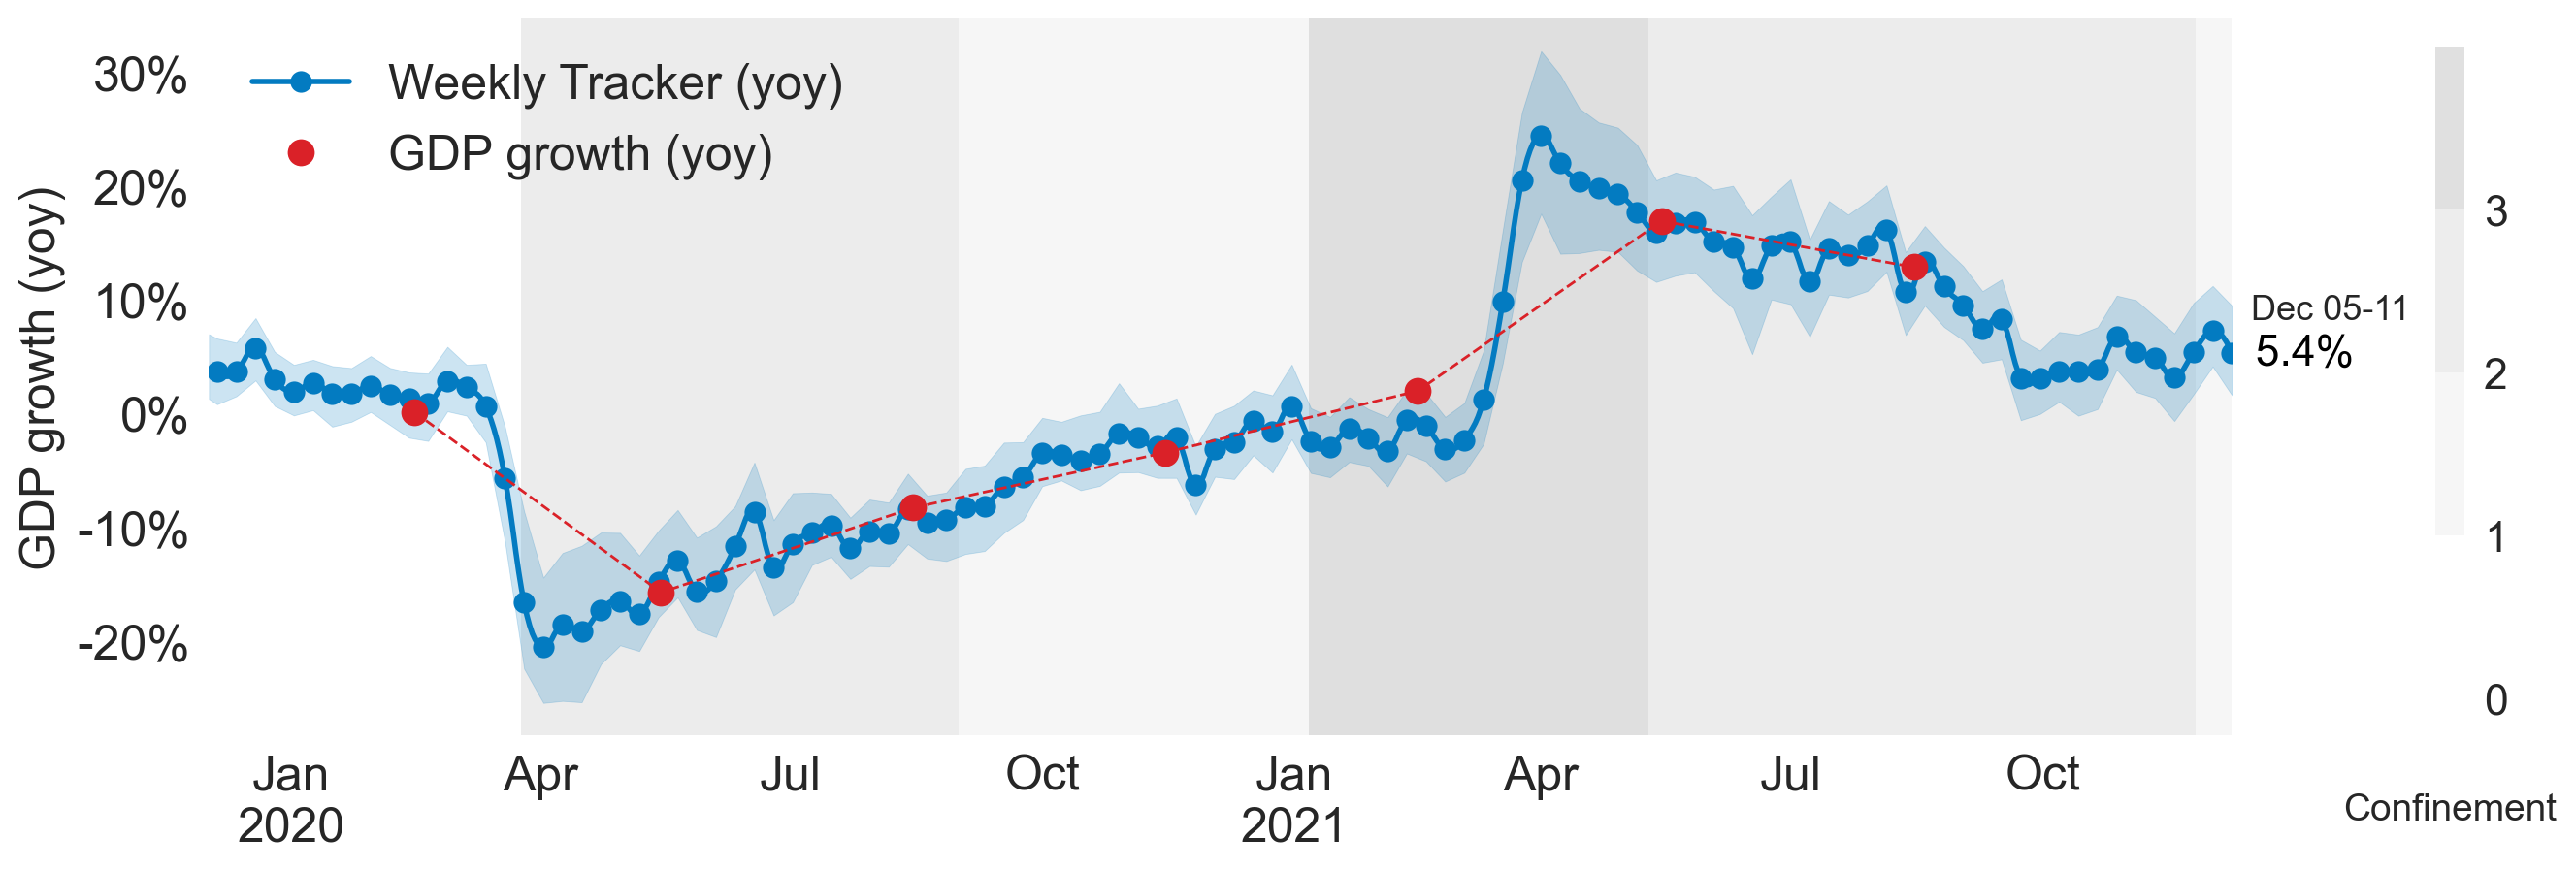 GDP growth (yoy)
30%
20%
10%
0%
-10%
-20%
Weekly Tracker (yoy)
GDP growth (yoy)
Jan
2020
Apr
Jul
Oct
Jan
2021
Apr
Jul
Oct
Dec 05-11
5.4%
3
2
1
0
Confinement